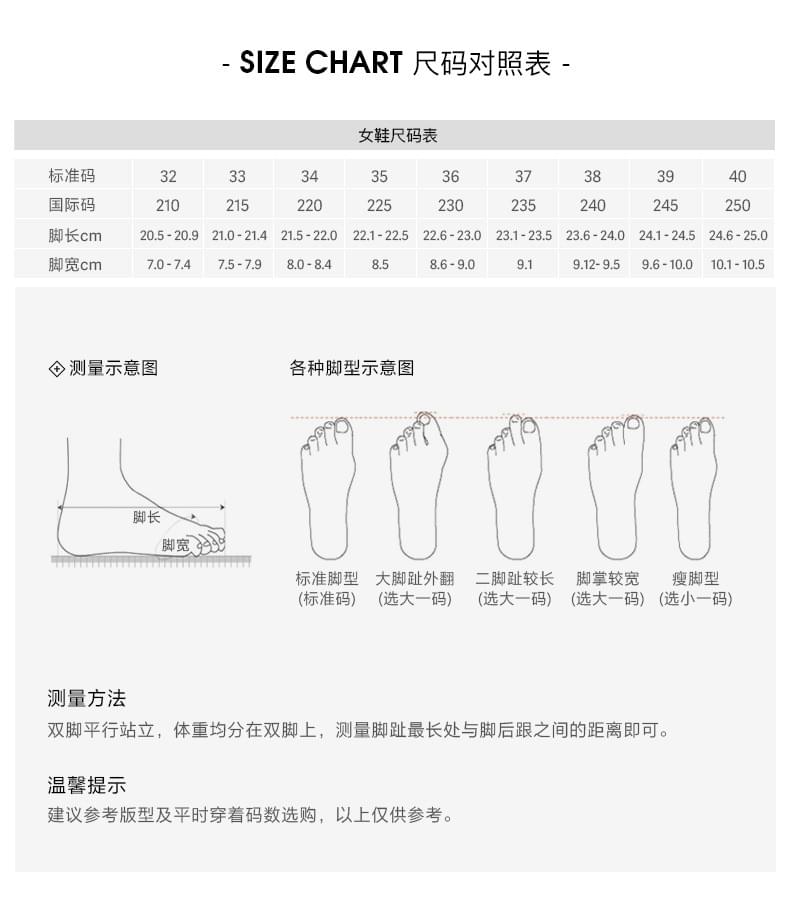 - SIZE CHART 尺码对照表 -
女鞋尺码表
标准码 32 33 34 35 36 37 38 39 40
国际码 210 215 220 225 230 235 240 245 250
脚长cm 20.5 - 20.9 21.0 - 21.4 21.5 - 22.0 22.1 - 22.5 22.6 - 23.0 23.1 - 23.5 23.6 - 24.0 24.1 - 24.5 24.6 - 25.0
脚宽cm 7.0 - 7.4 7.5 - 7.9 8.0 - 8.4 8.5 8.6 - 9.0 9.1 9.12- 9.5 9.6 - 10.0 10.1 - 10.5
测量示意图
各种脚型示意图
脚长
脚宽
标准脚型 大脚趾外翻 二脚趾较长 脚掌较宽 瘦脚型
(标准码) (选大一码) (选大一码) (选大一码) (选小一码)
测量方法
双脚平行站立，体重均分在双脚上，测量脚趾最长处与脚后跟之间的距离即可。
温馨提示
建议参考版型及平时穿着码数选购，以上仅供参考。